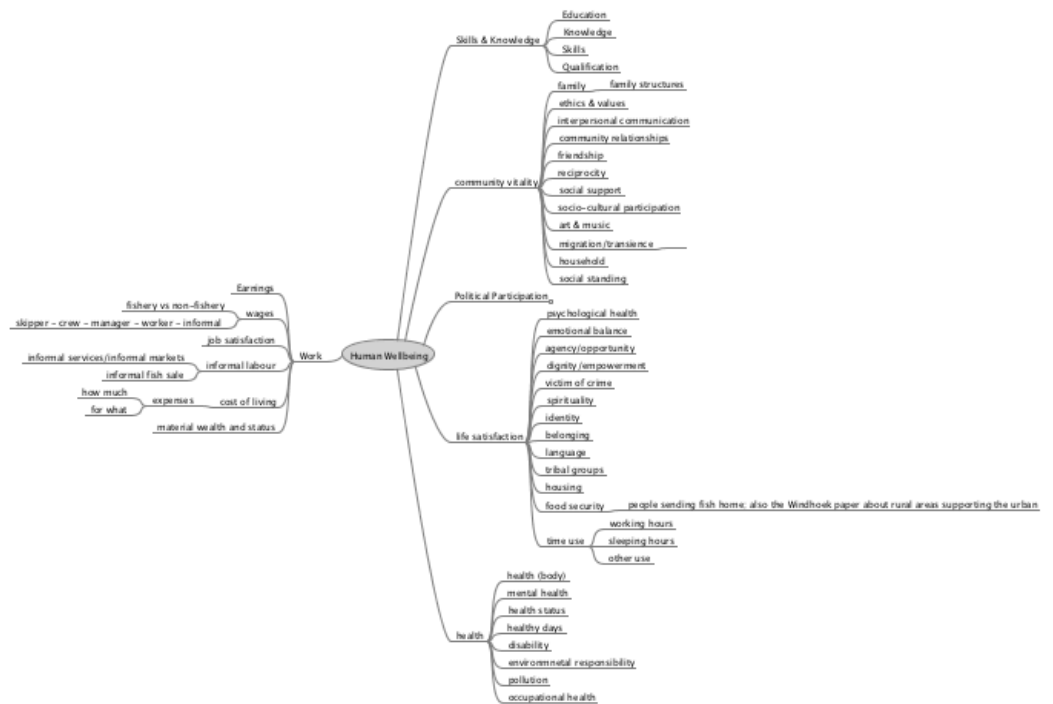 Human Wellbeing
Skills & Knowledge
Education
Knowledge
Skills
Qualification
community vitality
family
family structures
ethics & values
interpersonal communication
community relationships
friendship
reciprocity
social support
socio-cultural participation
art & music
migration/transience
household
social standing
Political Participation
life satisfaction
psychological health
emotional balance
agency/opportunity
dignity/empowerment
victim of crime
spirituality
identity
belonging
language
tribal groups
housing
food security
people sending fish home; also the Windhoek paper about rural areas supporting the urban
time use
working hours
sleeping hours
other use
health
health (body)
mental health
health status
healthy days
disability
environmnetal responsibility
pollution
occupational health
Work
Earnings
wages
fishery vs non-fishery
skipper - crew - manager - worker - informal
job satisfaction
informal labour
informal services/informal markets
informal fish sale
cost of living
expenses
how much
for what
material wealth and status